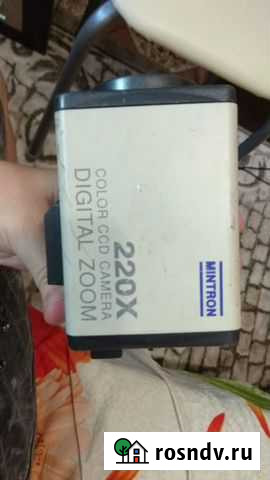 MINTRON
220X
COLOR CCD CAMERA
DIGITAL ZOOM
rosndv.ru